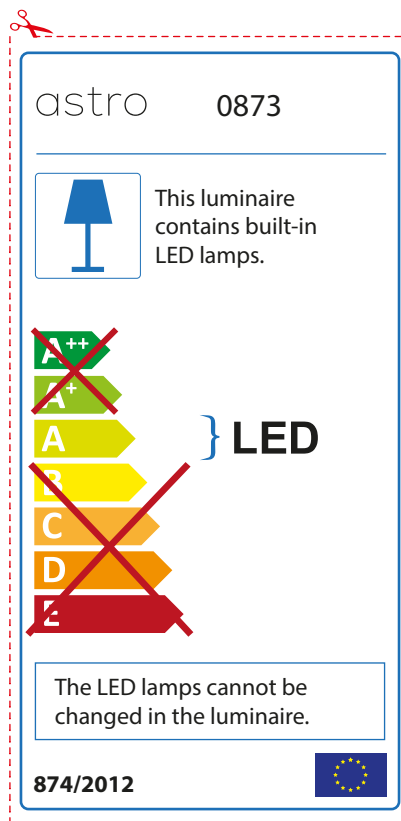 astro 0873
This luminaire
contains built-in
LED lamps.
A++
A+
A
} LED
B
C
D
E
The LED lamps cannot be
changed in the luminaire.
874/2012